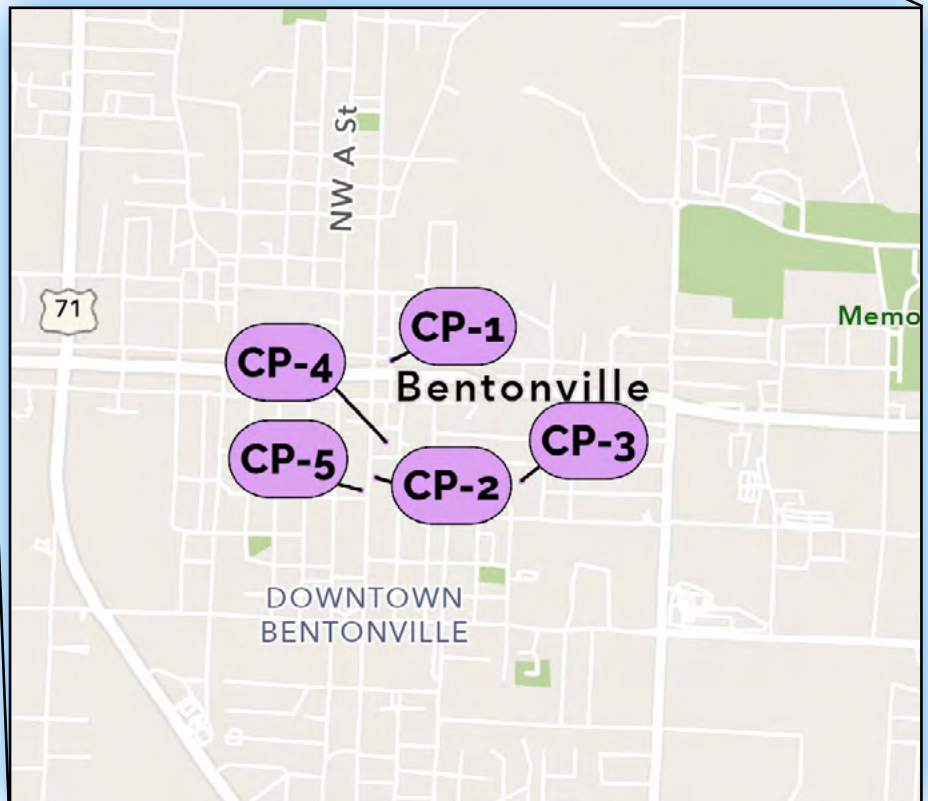 NW A St
71
CP-1
Memo
CP-4
Bentonville
CP-3
CP-5
CP-2
DOWNTOWN
BENTONVILLE